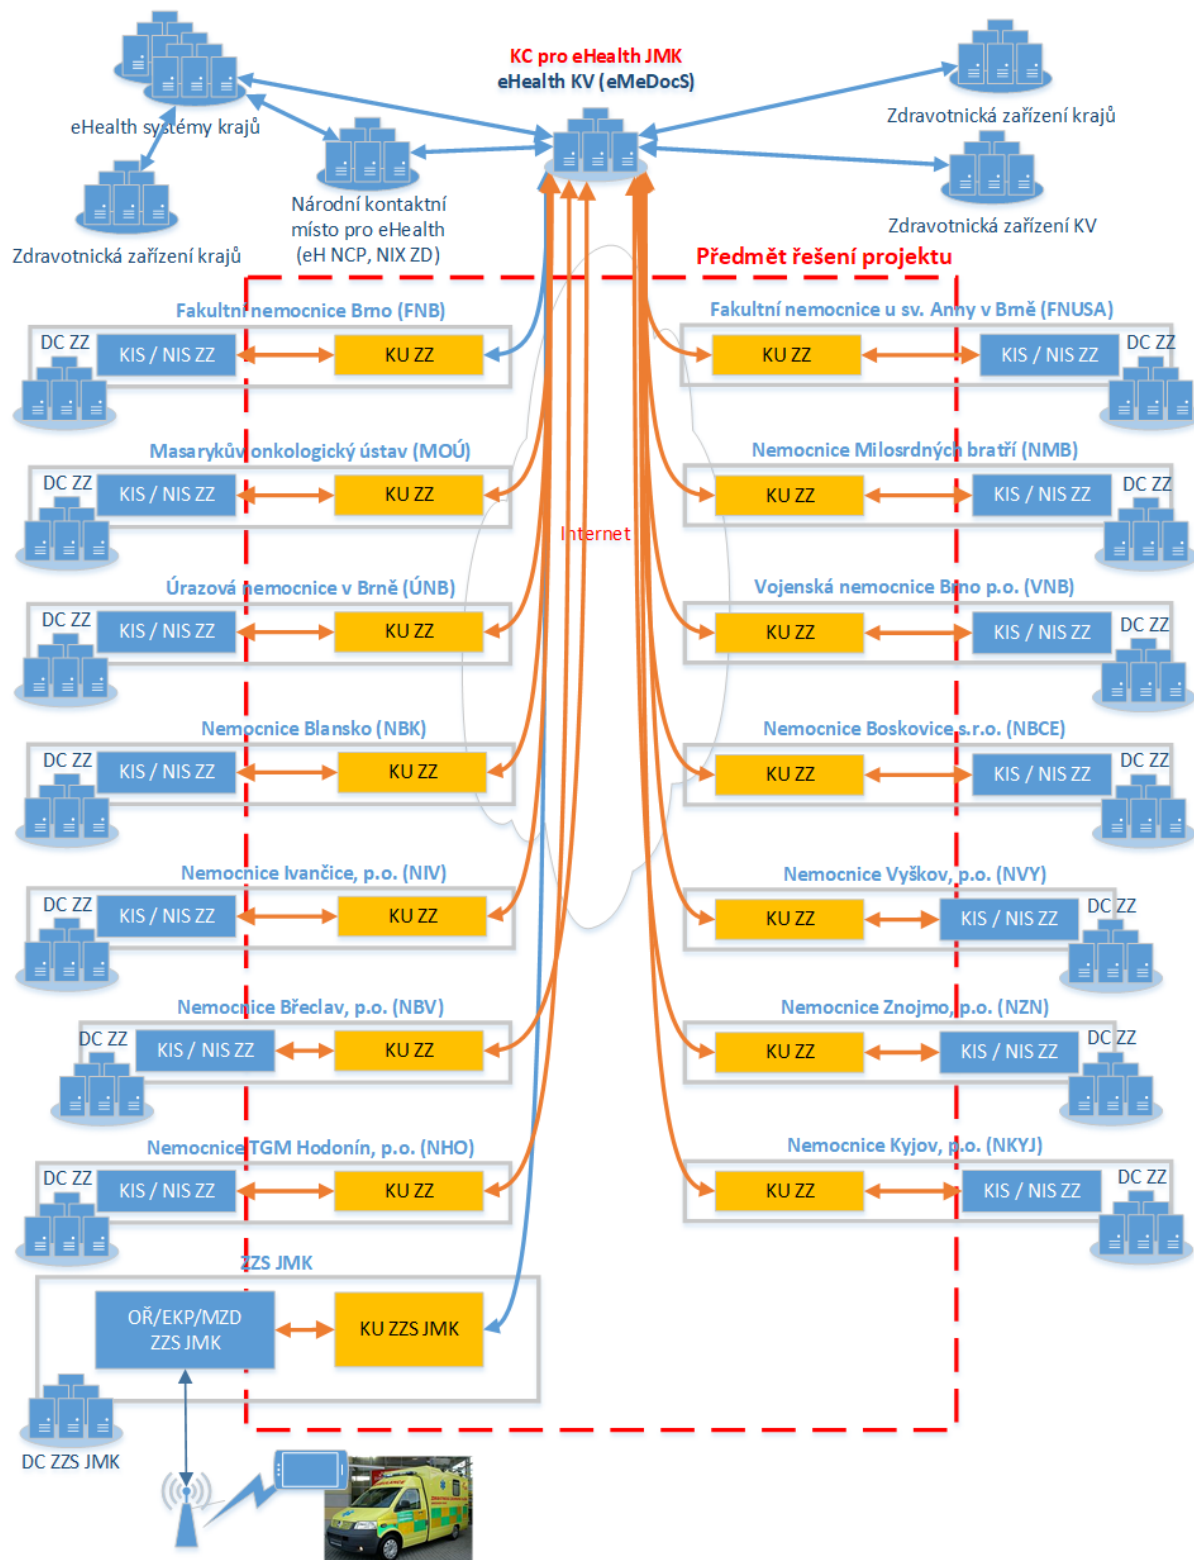 KC pro eHealth JMK
eHealth KV (eMeDocS)
eHealth systémy krajů
Zdravotnická zařízení krajů
Národní kontaktní
místo pro eHealth
(eH NCP, NIX ZD)
Zdravotnická zařízení krajů
Zdravotnická zařízení KV
Předmět řešení projektu
Fakultní nemocnice Brno (FNB)
DC ZZ
KIS / NIS ZZ
KU ZZ
Fakultní nemocnice u sv. Anny v Brně (FNUSA)
KU ZZ
KIS / NIS ZZ
DC ZZ
Masarykův onkologický ústav (MOÚ)
DC ZZ
KIS / NIS ZZ
KU ZZ
Nemocnice Milosrdných bratří (NMB)
KU ZZ
KIS / NIS ZZ
DC ZZ
Internet
Úrazová nemocnice v Brně (ÚNB)
DC ZZ
KIS / NIS ZZ
KU ZZ
Vojenská nemocnice Brno p.o. (VNB)
KU ZZ
KIS / NIS ZZ
DC ZZ
Nemocnice Blansko (NBK)
DC ZZ
KIS / NIS ZZ
KU ZZ
Nemocnice Boskovice s.r.o. (NBCE)
KU ZZ
KIS / NIS ZZ
DC ZZ
Nemocnice Ivančice, p.o. (NIV)
DC ZZ
KIS / NIS ZZ
KU ZZ
Nemocnice Vyškov, p.o. (NVY)
KU ZZ
KIS / NIS ZZ
DC ZZ
Nemocnice Břeclav, p.o. (NBV)
DC ZZ
KIS / NIS ZZ
KU ZZ
Nemocnice Znojmo, p.o. (NZN)
KU ZZ
KIS / NIS ZZ
DC ZZ
Nemocnice TGM Hodonín, p.o. (NHO)
DC ZZ
KIS / NIS ZZ
KU ZZ
Nemocnice Kyjov, p.o. (NKYJ)
KU ZZ
KIS / NIS ZZ
DC ZZ
ZZS JMK
OŘ/EKP/MZD
ZZS JMK
KU ZZS JMK
DC ZZS JMK